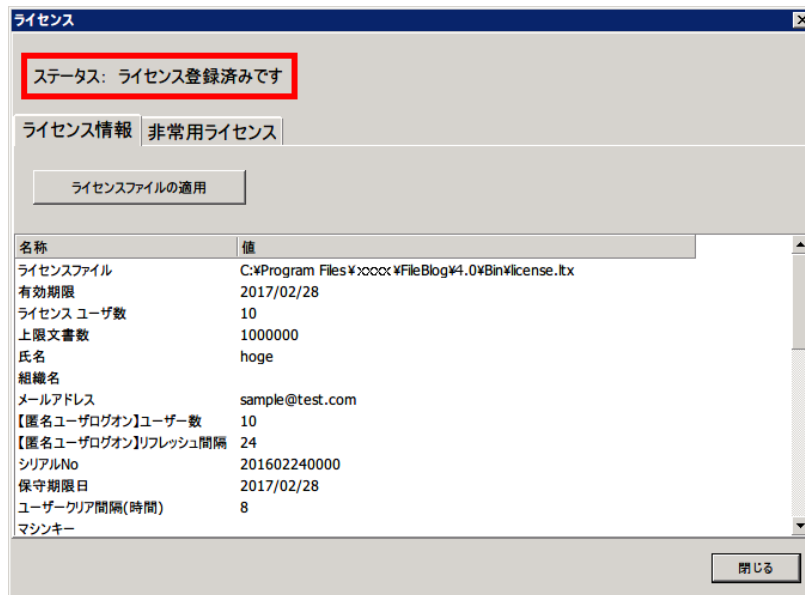 ライセンス
ステータス: ライセンス登録済みです
ライセンス情報 非常用ライセンス
ライセンスファイルの適用
名称 値
ライセンスファイル C:¥Program Files¥xxxxx¥FileBlog¥4.0¥Bin¥license.ltx
有効期限 2017/02/28
ライセンス ユーザ数 10
上限文書数 1000000
氏名 hoge
組織名
メールアドレス sample@test.com
【匿名ユーザログオン】ユーザー数 10
【匿名ユーザログオン】リフレッシュ間隔 24
シリアルNo 201602240000
保守期限日 2017/02/28
ユーザークリア間隔(時間) 8
マシンキー
閉じる